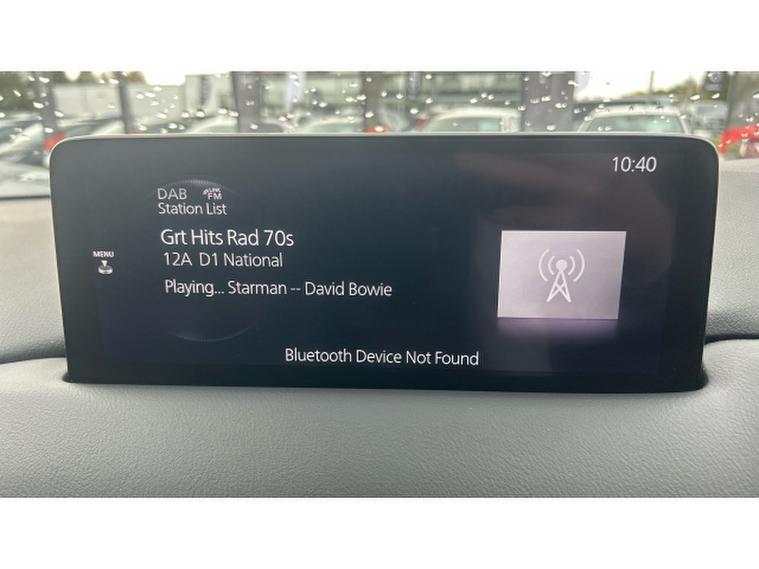 10:40
DAB LINK FM
Station List
Grt Hits Rad 70s
MENU
12A D1 National
Playing... Starman -- David Bowie
Bluetooth Device Not Found